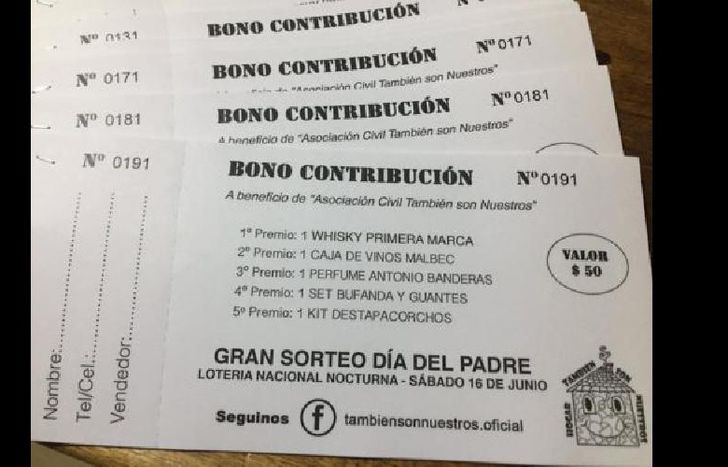 Nº 0131
BONO CONTRIBUCIÓN
Nº 0171
BONO CONTRIBUCIÓN
Nº 0171
"Asociación Civil También son Nuestros"
Nº 0181
BONO CONTRIBUCIÓN
Nº 0181
A beneficio de "Asociación Civil También son Nuestros"
Nº 0191
BONO CONTRIBUCIÓN
Nº 0191
A beneficio de "Asociación Civil También son Nuestros"
1º Premio: 1 WHISKY PRIMERA MARCA
2º Premio: 1 CAJA DE VINOS MALBEC
3º Premio: 1 PERFUME ANTONIO BANDERAS
4º Premio: 1 SET BUFANDA Y GUANTES
5º Premio: 1 KIT DESTAPACORCHOS
VALOR
$ 50
GRAN SORTEO DÍA DEL PADRE
LOTERIA NACIONAL NOCTURNA - SÁBADO 16 DE JUNIO
Seguinos f tambiensonnuestros.oficial
HOGAR
TAMBIEN SON
NUESTROS
Nombre:
Tel/Cel.:
Vendedor: